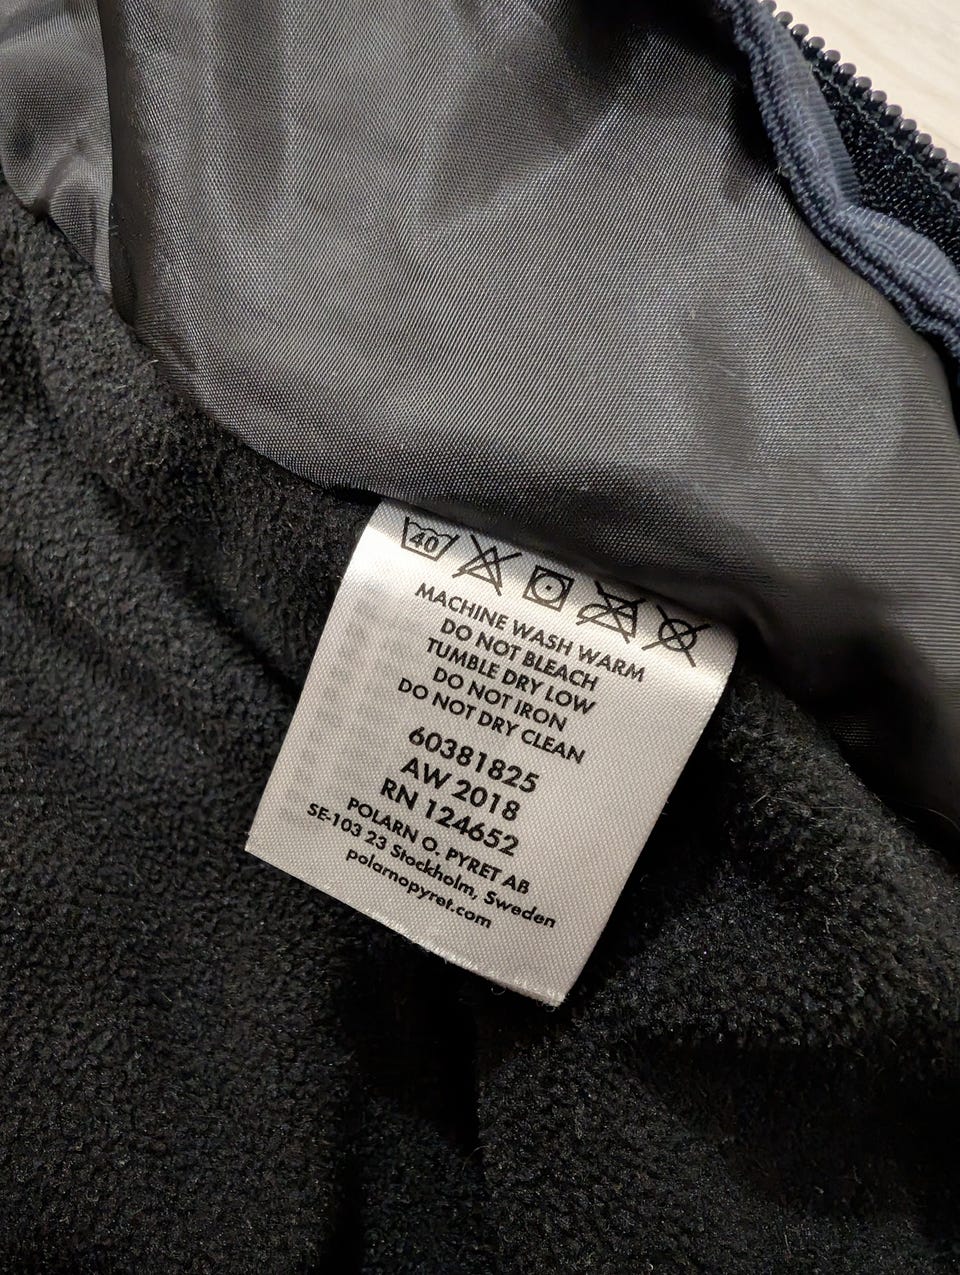 40
MACHINE WASH WARM
DO NOT BLEACH
TUMBLE DRY LOW
DO NOT IRON
DO NOT DRY CLEAN
60381825
AW 2018
RN 124652
POLARN O. PYRET AB
SE-103 23 Stockholm, Sweden
polarnopyret.com